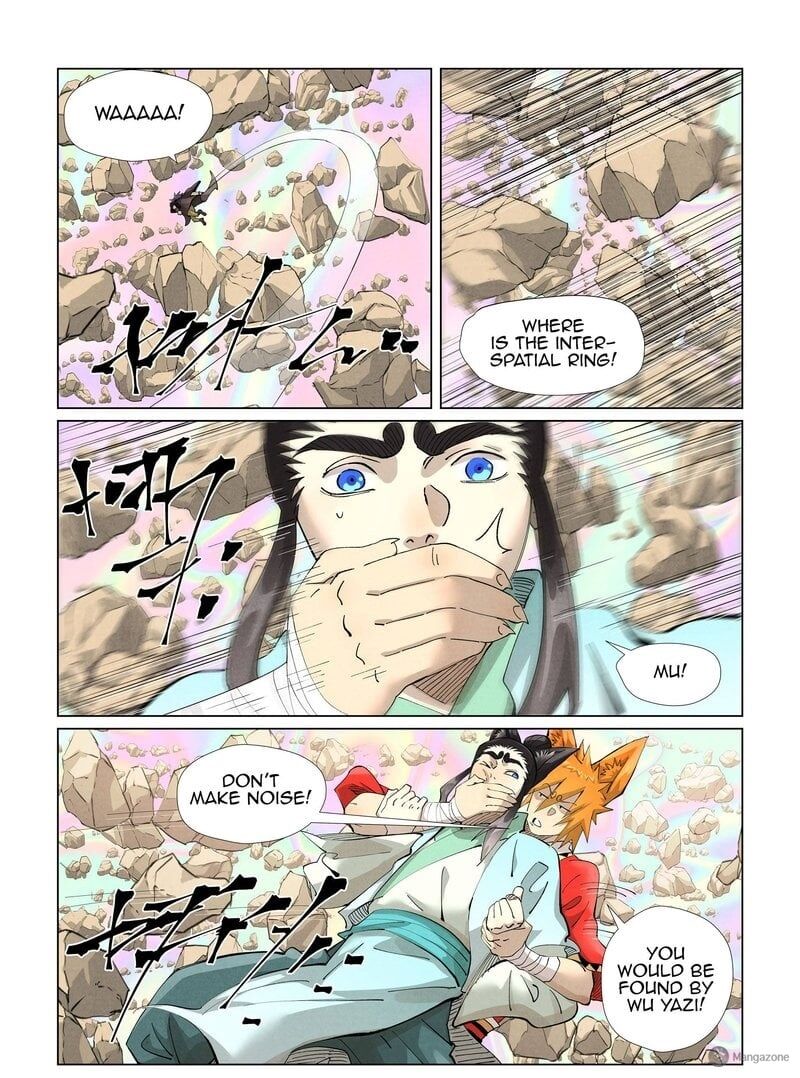 WAAAAA!
WHERE
IS THE INTER-
SPATIAL RING!
MU!
DON'T
MAKE NOISE!
YOU
WOULD BE
FOUND BY
WU YAZI!
Mangazone